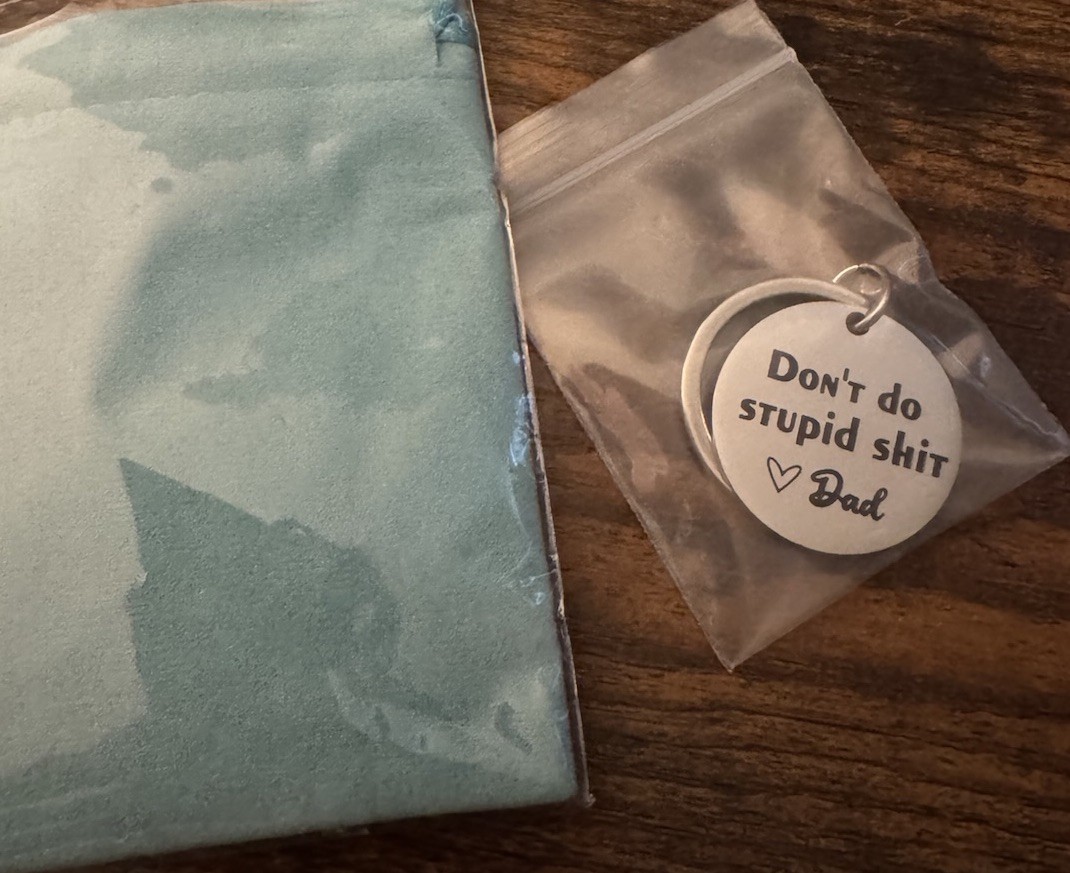 Don't do
stupid shit
♡ Dad